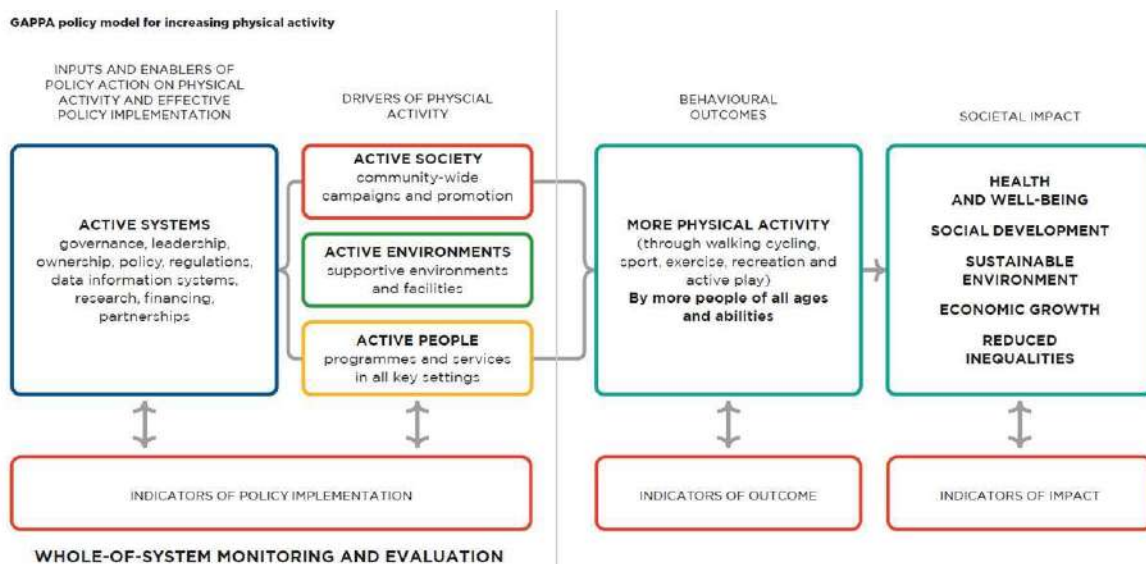 GAPPA policy model for increasing physical activity
INPUTS AND ENABLERS OF
POLICY ACTION ON PHYSICAL
ACTIVITY AND EFFECTIVE
POLICY IMPLEMENTATION
DRIVERS OF PHYSCIAL
ACTIVITY
BEHAVIOURAL
OUTCOMES
SOCIETAL IMPACT
ACTIVE SYSTEMS
governance, leadership,
ownership, policy, regulations,
data information systems,
research, financing,
partnerships
ACTIVE SOCIETY
community-wide
campaigns and promotion
ACTIVE ENVIRONMENTS
supportive environments
and facilities
ACTIVE PEOPLE
programmes and services
in all key settings
MORE PHYSICAL ACTIVITY
(through walking cycling,
sport, exercise, recreation and
active play)
By more people of all ages
and abilities
HEALTH
AND WELL-BEING
SOCIAL DEVELOPMENT
SUSTAINABLE
ENVIRONMENT
ECONOMIC GROWTH
REDUCED
INEQUALITIES
INDICATORS OF POLICY IMPLEMENTATION
INDICATORS OF OUTCOME
INDICATORS OF IMPACT
WHOLE-OF-SYSTEM MONITORING AND EVALUATION